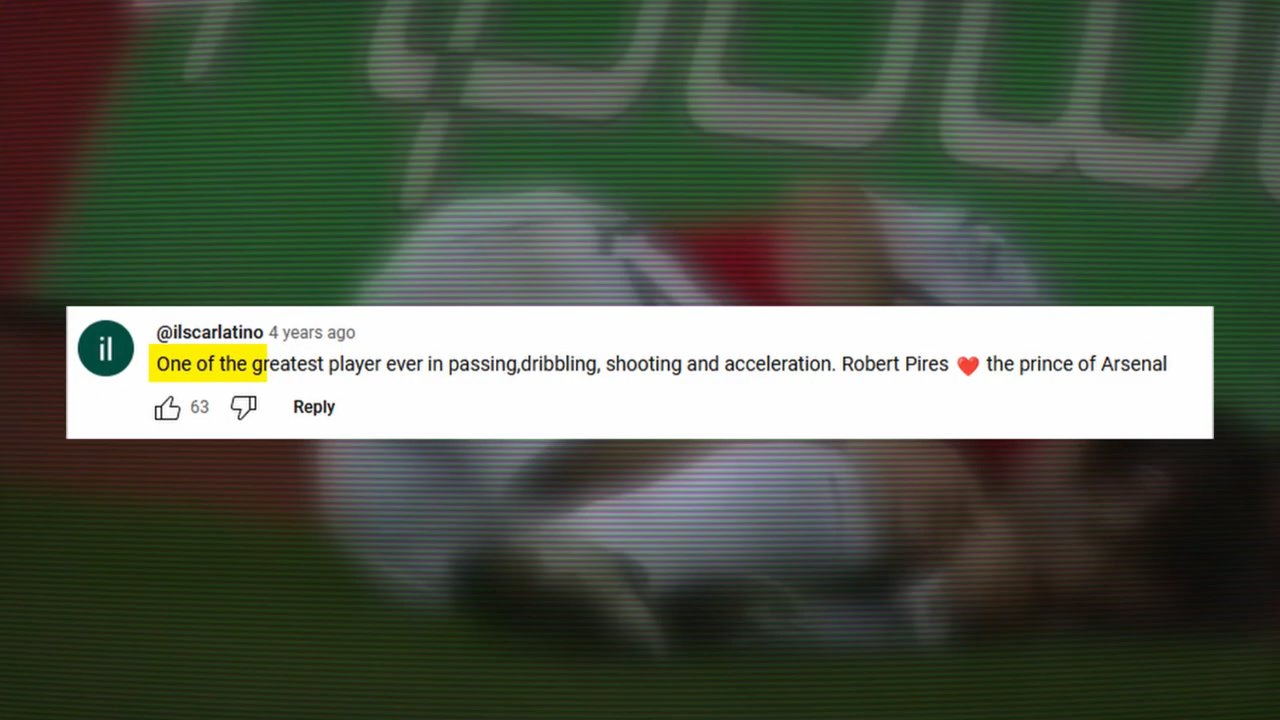 @ilscarlatino 4 years ago
One of the greatest player ever in passing,dribbling, shooting and acceleration. Robert Pires ❤️ the prince of Arsenal
63 Reply
il